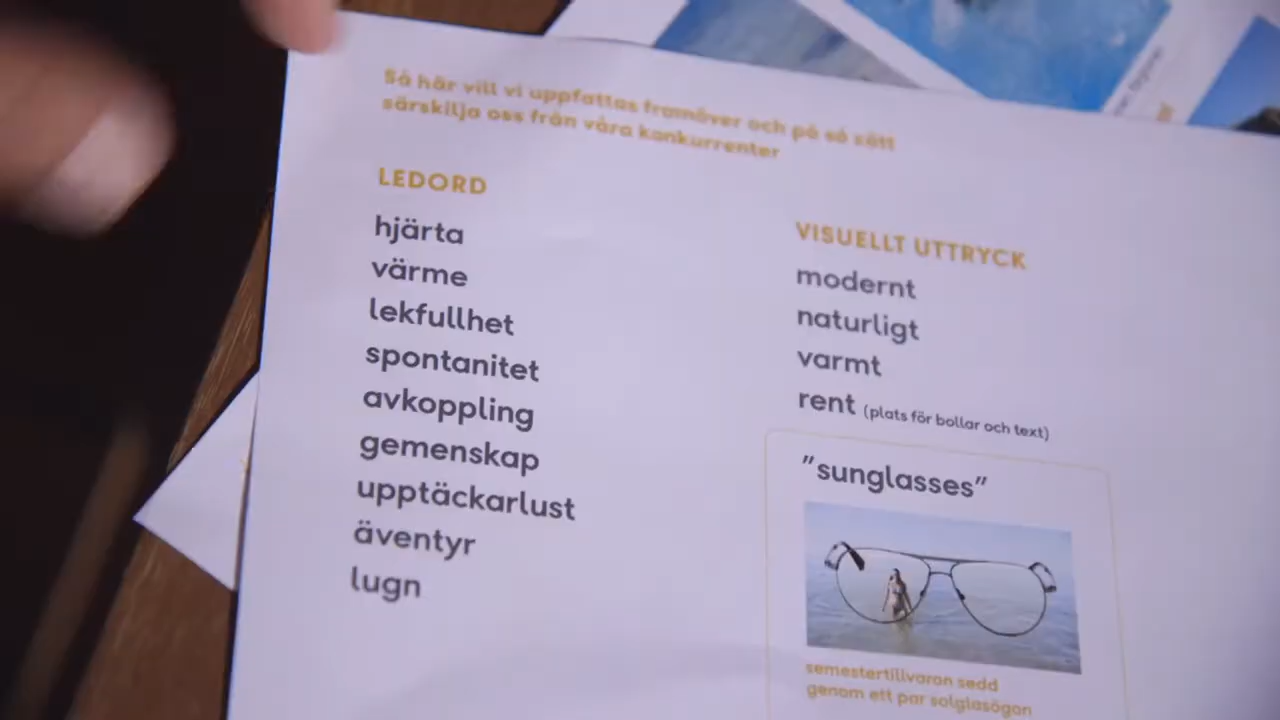 Så här vill vi uppfattas framöver och på så sätt
särskilja oss från våra konkurrenter
LEDORD
hjärta
värme
lekfullhet
spontanitet
avkoppling
gemenskap
upptäckarlust
äventyr
lugn
VISUELLT UTTRYCK
modernt
naturligt
varmt
rent (plats för bollar och text)
”sunglasses”
semestertillvaron sedd
genom ett par solglasögon